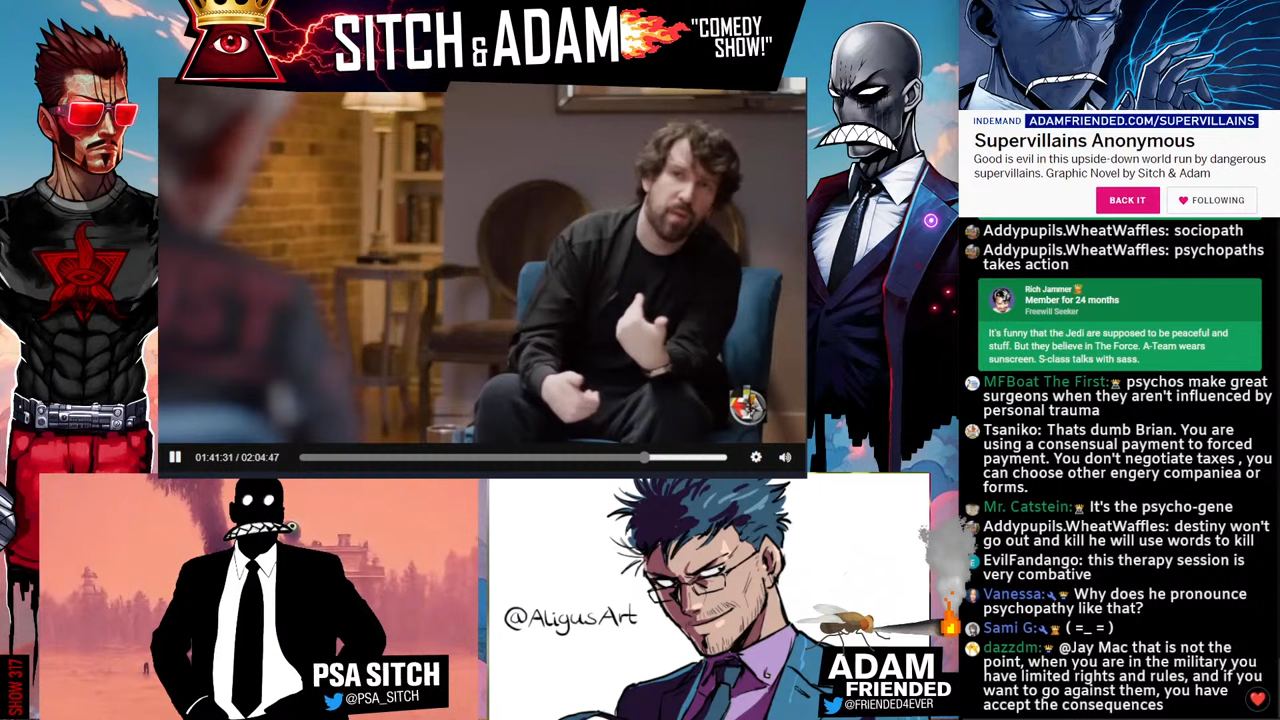 SITCH & ADAM
"COMEDY
SHOW!"
01:41:31 / 02:04:47
@AligusArt
PSA SITCH
@PSA_SITCH
ADAM
FRIENDED
@FRIENDED4EVER
SHOW 317
INDEMAND ADAMFRIENDED.COM/SUPERVILLAINS
Supervillains Anonymous
Good is evil in this upside-down world run by dangerous
supervillains. Graphic Novel by Sitch & Adam
BACK IT
FOLLOWING
Addypupils.WheatWaffles: sociopath
Addypupils.WheatWaffles: psychopaths
takes action
Rich Jammer
Member for 24 months
Freewill Seeker
It's funny that the Jedi are supposed to be peaceful and
stuff. But they believe in The Force. A-Team wears
sunscreen. S-class talks with sass.
MFBoat The First: psychos make great
surgeons when they aren't influenced by
personal trauma
Tsaniko: Thats dumb Brian. You are
using a consensual payment to forced
payment. You don't negotiate taxes , you
can choose other engery companiea or
forms.
Mr. Catstein: It's the psycho-gene
Addypupils.WheatWaffles: destiny won't
go out and kill he will use words to kill
EvilFandango: this therapy session is
very combative
Vanessa: Why does he pronounce
psychopathy like that?
Sami G: ( =_ = )
dazzdm: @Jay Mac that is not the
point, when you are in the military you
have limited rights and rules, and if you
want to go against them, you have
accept the consequences